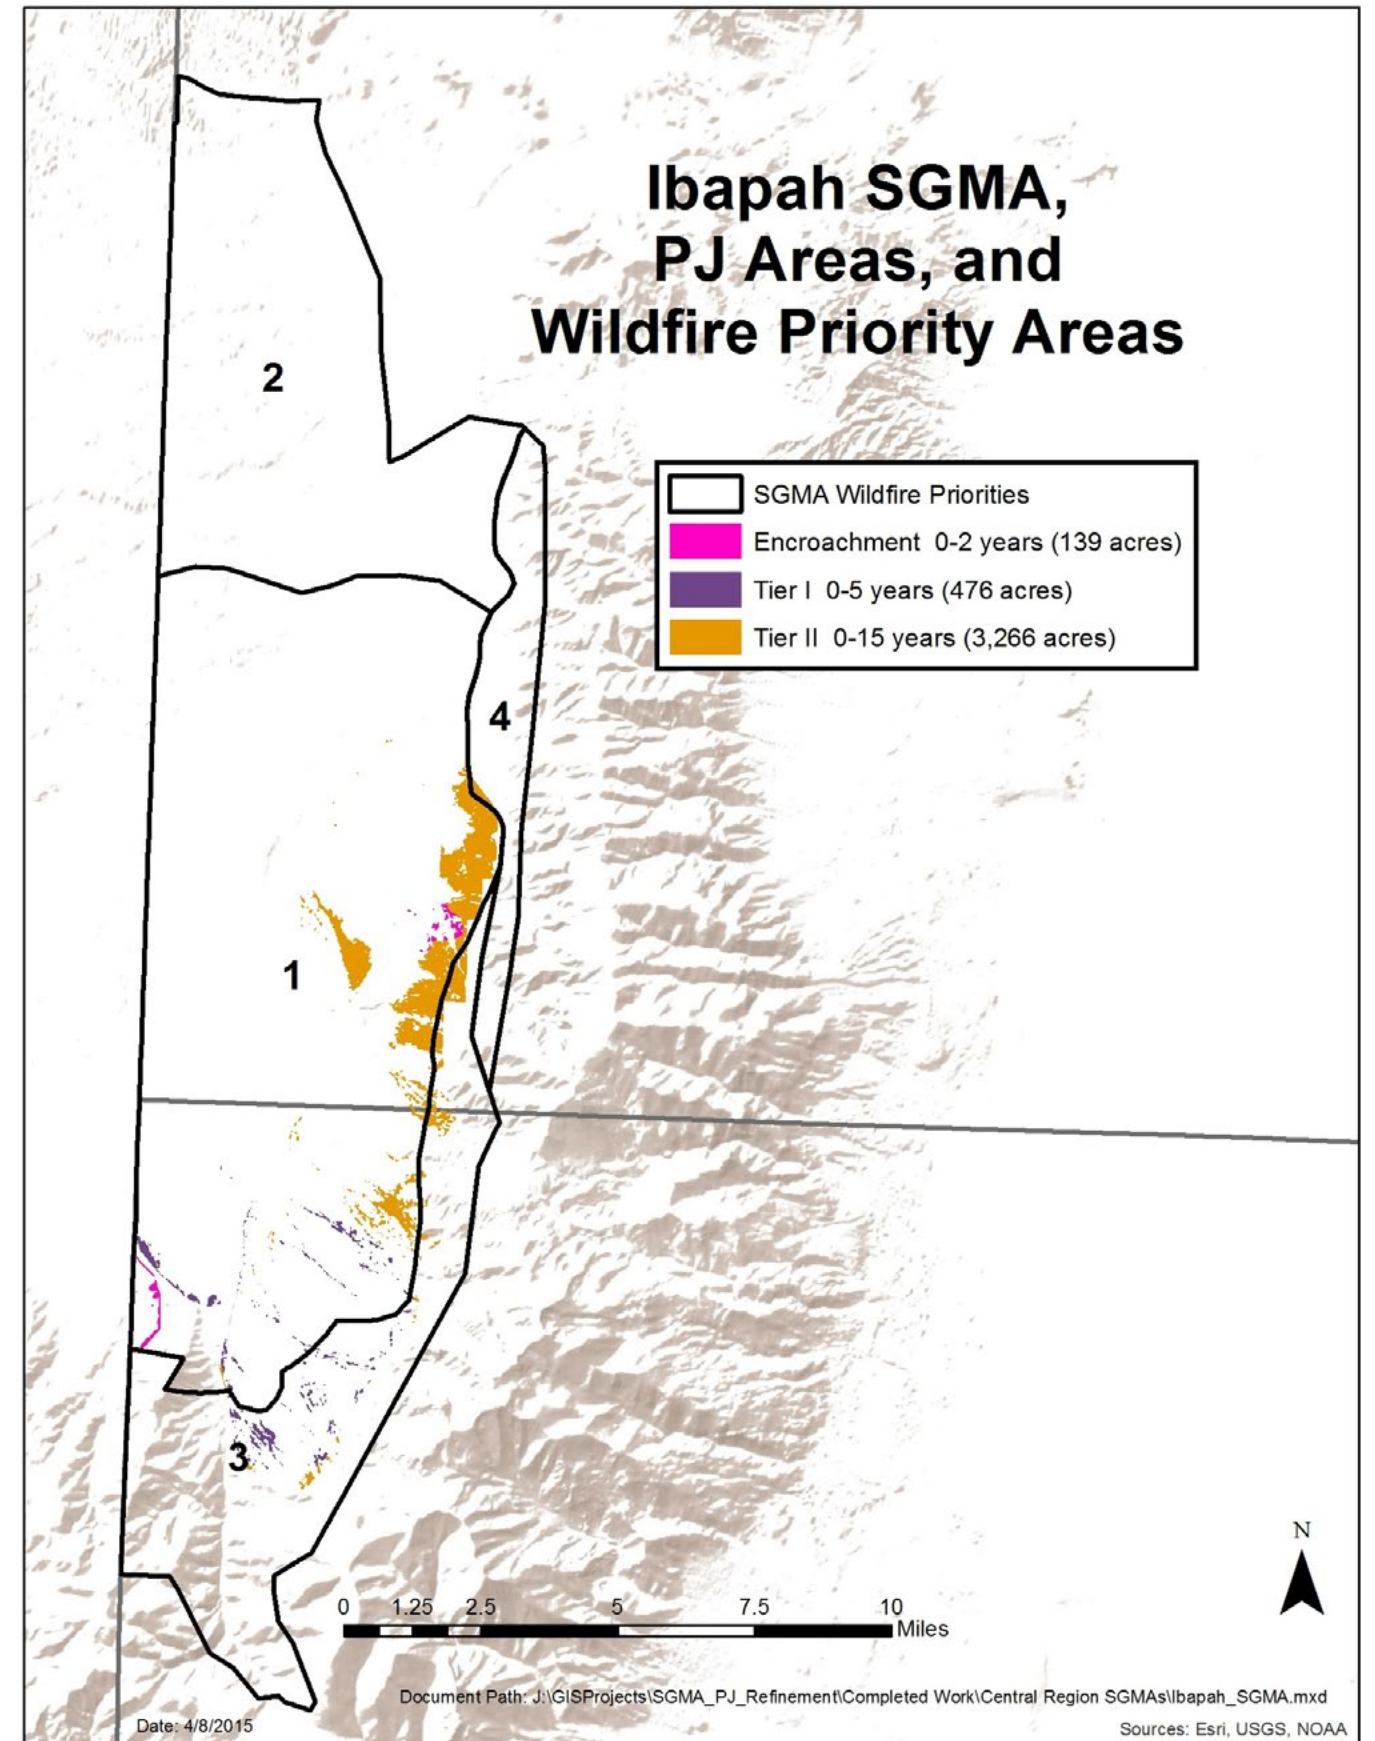 Ibapah SGMA,
PJ Areas, and
Wildfire Priority Areas
2
SGMA Wildfire Priorities
Encroachment 0-2 years (139 acres)
Tier I 0-5 years (476 acres)
Tier II 0-15 years (3,266 acres)
4
1
3
N
0 1.25 2.5 5 7.5 10
Miles
Document Path: J:\GISProjects\SGMA_PJ_Refinement\Completed Work\Central Region SGMAs\Ibapah_SGMA.mxd
Date: 4/8/2015
Sources: Esri, USGS, NOAA